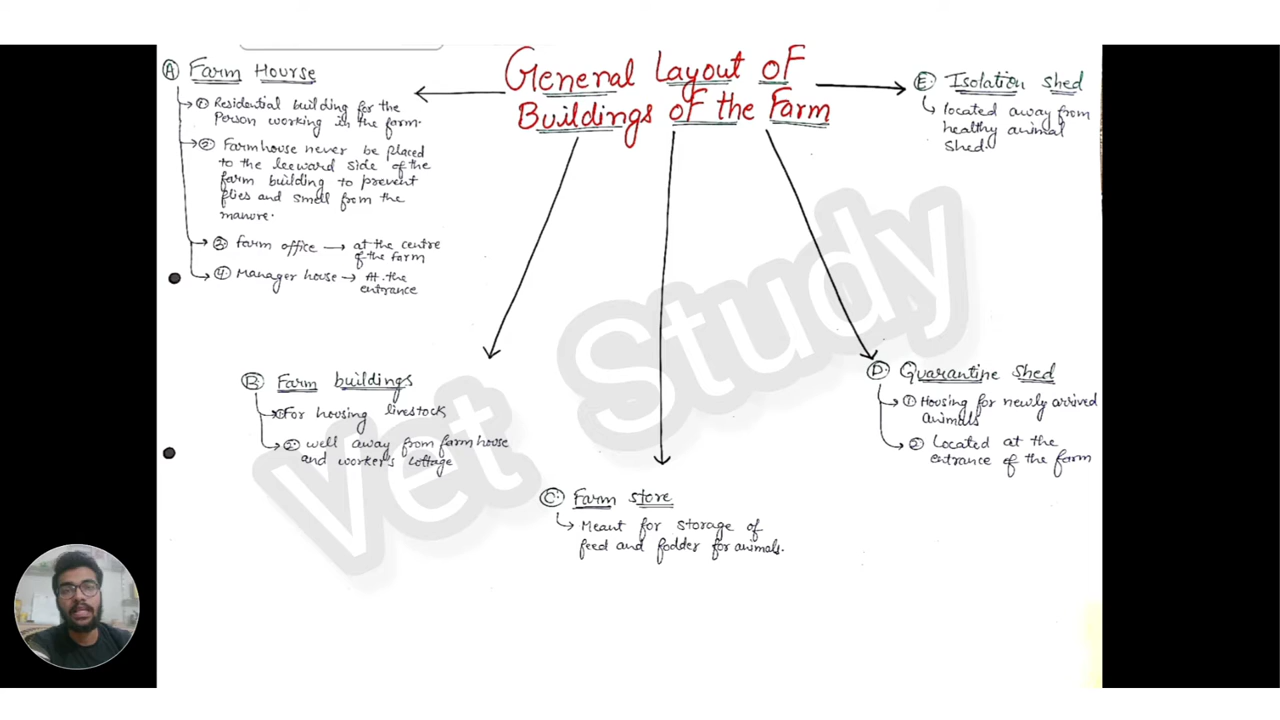 General Layout of
Buildings of the Farm
A Farm Hourse
① Residential building for the
Person working in the farm.
② Farmhouse never be placed
to the leeward side of the
farm building to prevent
flies and smell from the
manure.
③ Farm office → at the centre
of the farm
④ Manager house → At the
entrance
B. Farm buildings
① For housing livestock
② well away from farmhouse
and worker's Cottage
C. Farm store
Meant for storage of
feed and fodder for animals.
D. Quarantine shed
① Housing for newly arrived
animals
② Located at the
entrance of the farm
E. Isolation shed
located away from
healthy animal
shed.
Vet Study